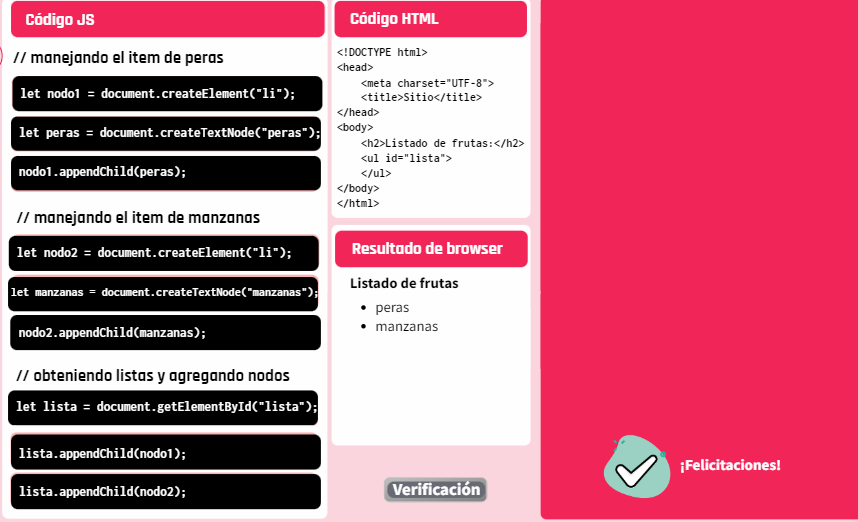 Código JS
// manejando el item de peras
let nodo1 = document.createElement("li");
let peras = document.createTextNode("peras");
nodo1.appendChild(peras);
// manejando el item de manzanas
let nodo2 = document.createElement("li");
let manzanas = document.createTextNode("manzanas");
nodo2.appendChild(manzanas);
// obteniendo listas y agregando nodos
let lista = document.getElementById("lista");
lista.appendChild(nodo1);
lista.appendChild(nodo2);
Código HTML
<!DOCTYPE html>
<head>
<meta charset="UTF-8">
<title>Sitio</title>
</head>
<body>
<h2>Listado de frutas:</h2>
<ul id="lista">
</ul>
</body>
</html>
Resultado de browser
Listado de frutas
• peras
• manzanas
Verificación
¡Felicitaciones!